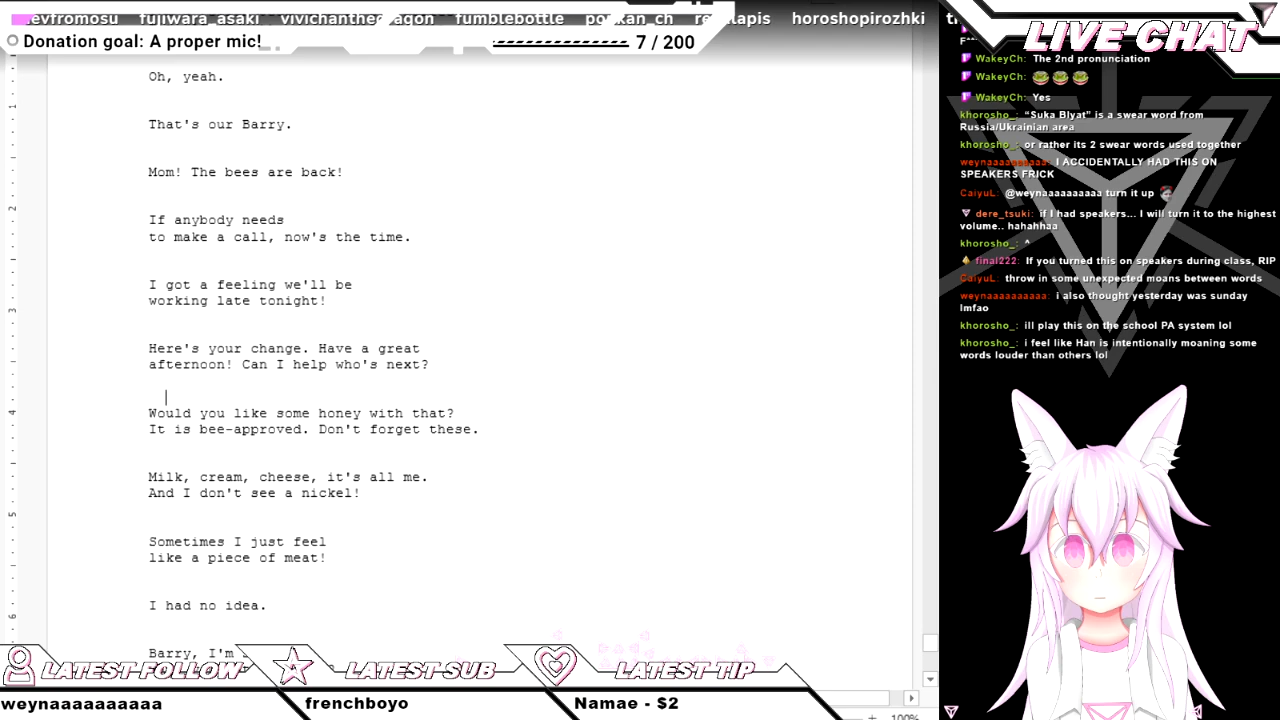 fujiwara_asaki
fumblebottle
horoshopirozhki
Donation goal: A proper mic!
7 / 200
Oh, yeah.
That's our Barry.
Mom! The bees are back!
If anybody needs
to make a call, now's the time.
I got a feeling we'll be
working late tonight!
Here's your change. Have a great
afternoon! Can I help who's next?
Would you like some honey with that?
It is bee-approved. Don't forget these.
Milk, cream, cheese, it's all me.
And I don't see a nickel!
Sometimes I just feel
like a piece of meat!
I had no idea.
Barry, I'm
1
2
3
4
5
6
100%
LATEST FOLLOW
weynaaaaaaaaaa
LATEST SUB
frenchboyo
LATEST TIP
Namae - $2
LIVE CHAT
WakeyCh: The 2nd pronunciation
WakeyCh:
WakeyCh: Yes
khorosho_: “Suka Blyat” is a swear word from
Russia/Ukrainian area
khorosho_: or rather its 2 swear words used together
weynaaaaaaaaaa: I ACCIDENTALLY HAD THIS ON
SPEAKERS FRICK
CaiyuL: @weynaaaaaaaaaa turn it up
dere_tsuki: if I had speakers... I will turn it to the highest
volume.. hahahhaa
khorosho_: ^
final222: If you turned this on speakers during class, RIP
CaiyuL: throw in some unexpected moans between words
weynaaaaaaaaaa: i also thought yesterday was sunday
lmfao
khorosho_: ill play this on the school PA system lol
khorosho_: i feel like Han is intentionally moaning some
words louder than others lol